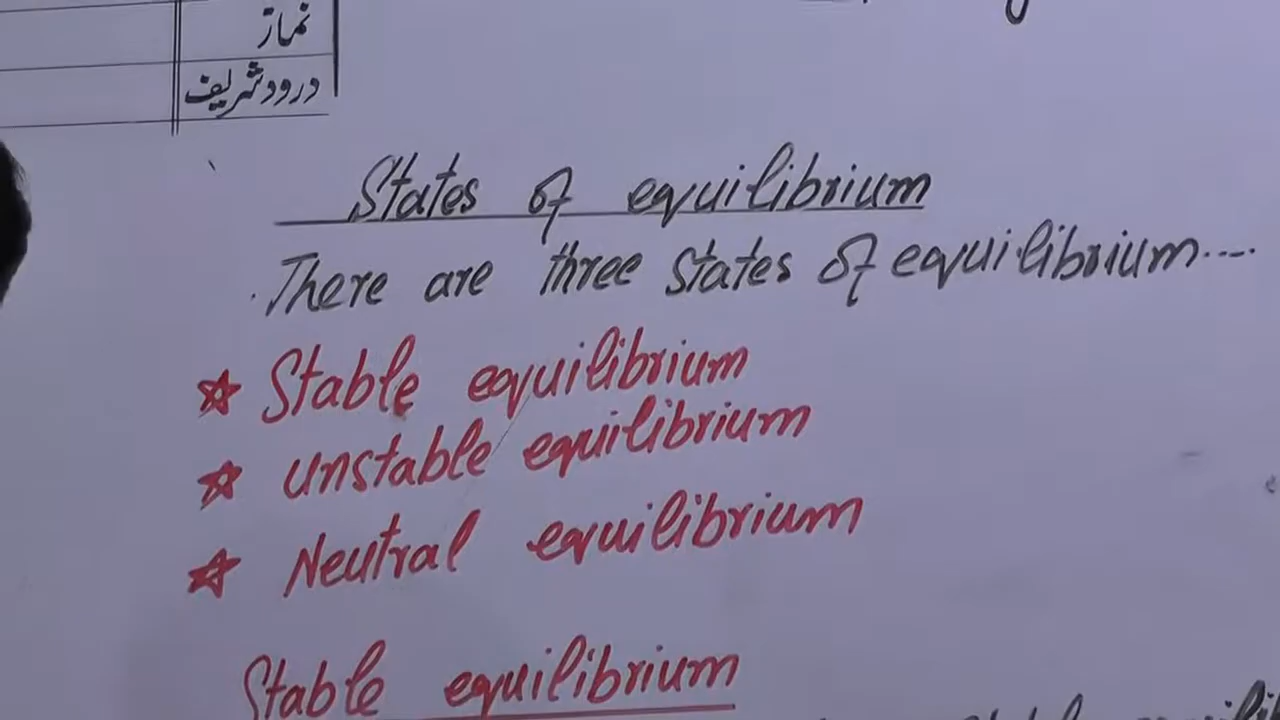 نماز
درود شریف
States of equilibrium
There are three states of equilibrium....
☆ Stable equilibrium
☆ Unstable equilibrium
☆ Neutral equilibrium
Stable equilibrium